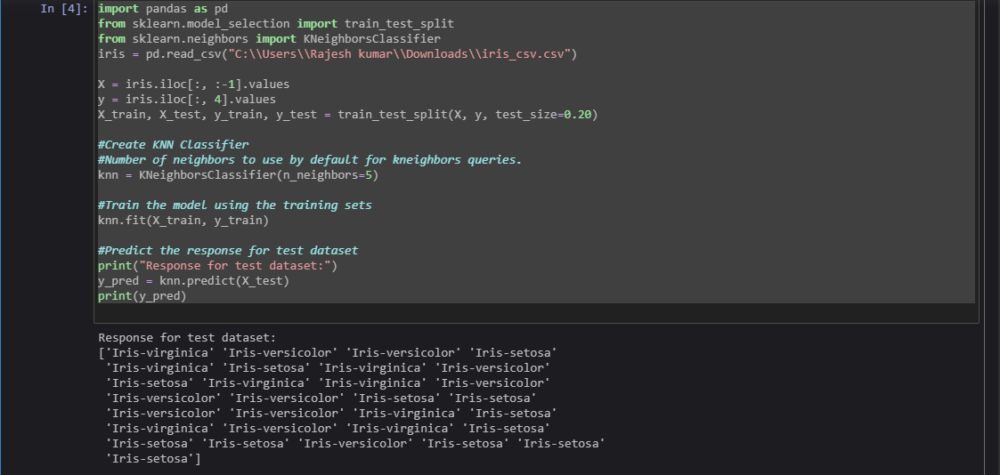 In [4]: import pandas as pd
from sklearn.model_selection import train_test_split
from sklearn.neighbors import KNeighborsClassifier
iris = pd.read_csv("C:\\Users\\Rajesh kumar\\Downloads\\iris_csv.csv")
X = iris.iloc[:, :-1].values
y = iris.iloc[:, 4].values
X_train, X_test, y_train, y_test = train_test_split(X, y, test_size=0.20)
#Create KNN Classifier
#Number of neighbors to use by default for kneighbors queries.
knn = KNeighborsClassifier(n_neighbors=5)
#Train the model using the training sets
knn.fit(X_train, y_train)
#Predict the response for test dataset
print("Response for test dataset:")
y_pred = knn.predict(X_test)
print(y_pred)
Response for test dataset:
['Iris-virginica' 'Iris-versicolor' 'Iris-versicolor' 'Iris-setosa'
'Iris-virginica' 'Iris-setosa' 'Iris-virginica' 'Iris-versicolor'
'Iris-setosa' 'Iris-virginica' 'Iris-virginica' 'Iris-versicolor'
'Iris-versicolor' 'Iris-versicolor' 'Iris-setosa' 'Iris-setosa'
'Iris-versicolor' 'Iris-versicolor' 'Iris-virginica' 'Iris-setosa'
'Iris-virginica' 'Iris-versicolor' 'Iris-virginica' 'Iris-setosa'
'Iris-setosa' 'Iris-setosa' 'Iris-versicolor' 'Iris-setosa' 'Iris-setosa'
'Iris-setosa']